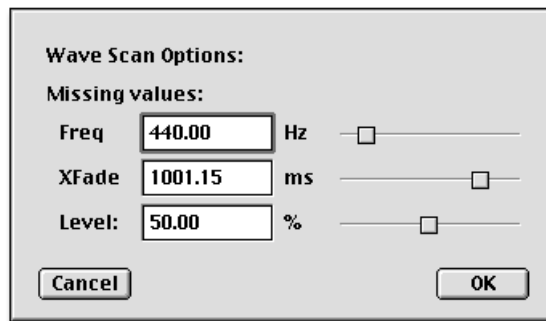 Wave Scan Options:
Missing values:
Freq 440.00 Hz
XFade 1001.15 ms
Level: 50.00 %
Cancel OK